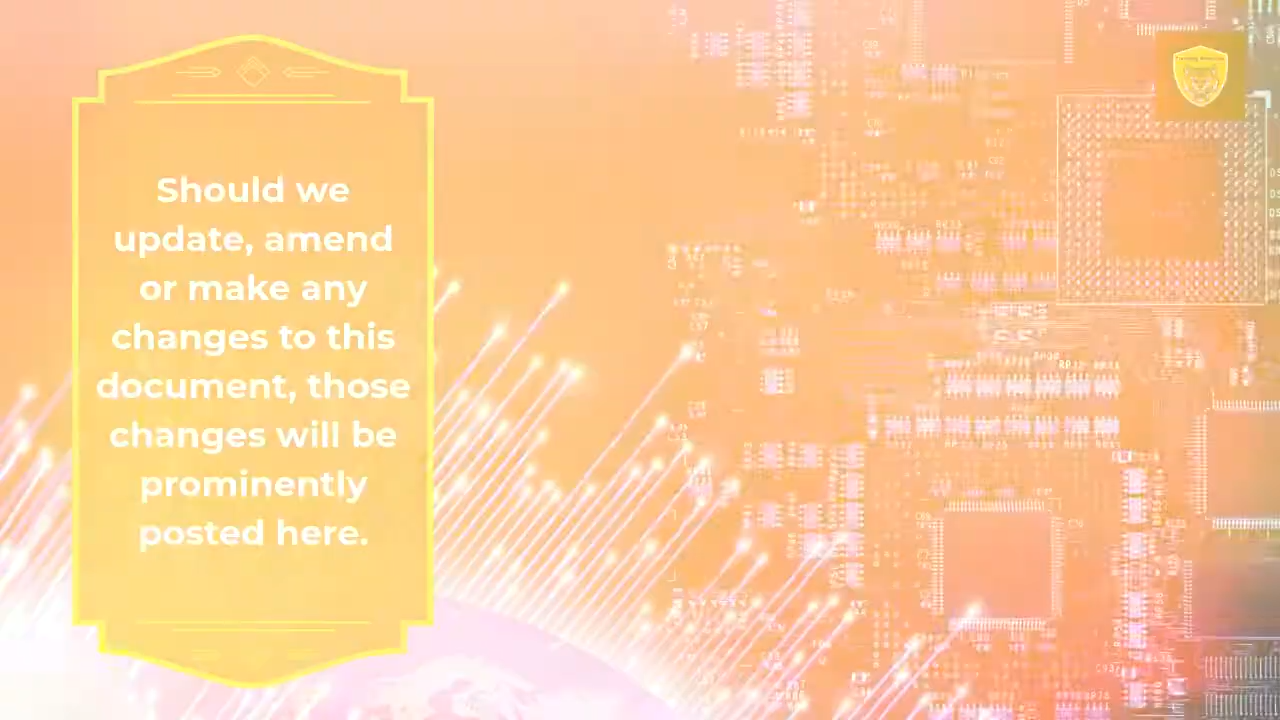 Should we
update, amend
or make any
changes to this
document, those
changes will be
prominently
posted here.